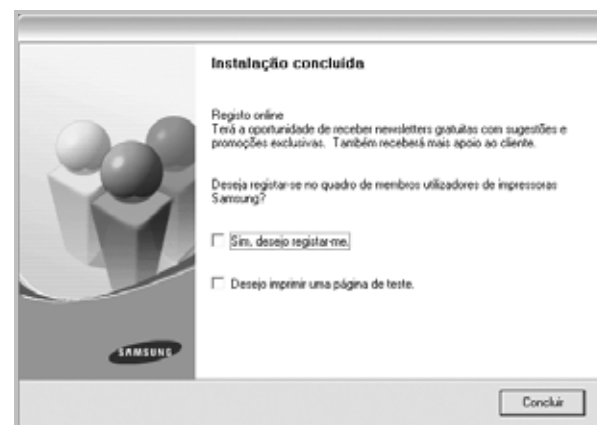 Instalação concluída
Registo online
Terá a oportunidade de receber newsletters gratuitas com sugestões e
promoções exclusivas. Também receberá mais apoio ao cliente.
Deseja registar-se no quadro de membros utilizadores de impressoras
Samsung?
Sim, desejo registar-me.
Desejo imprimir uma página de teste.
SAMSUNG
Concluir